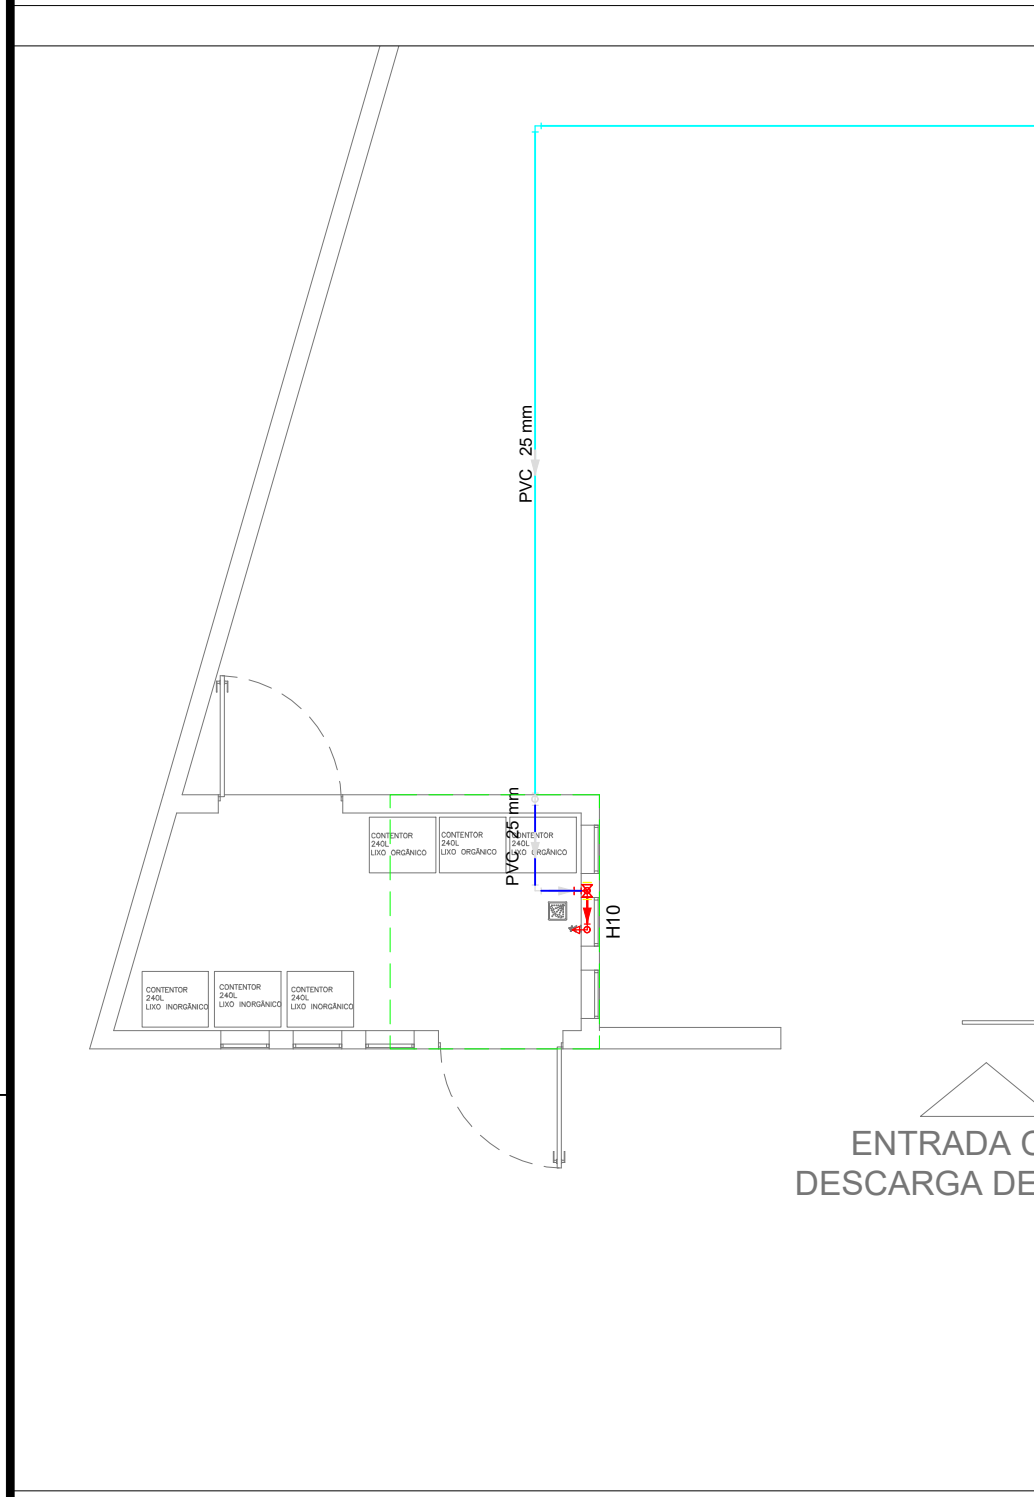 PVC 25 mm
PVC 25 mm
CONTENTOR
240L
LIXO ORGÂNICO
CONTENTOR
240L
LIXO ORGÂNICO
CONTENTOR
240L
LIXO ORGÂNICO
H10
CONTENTOR
240L
LIXO INORGÂNICO
CONTENTOR
240L
LIXO INORGÂNICO
CONTENTOR
240L
LIXO INORGÂNICO
ENTRADA
DESCARGA DE